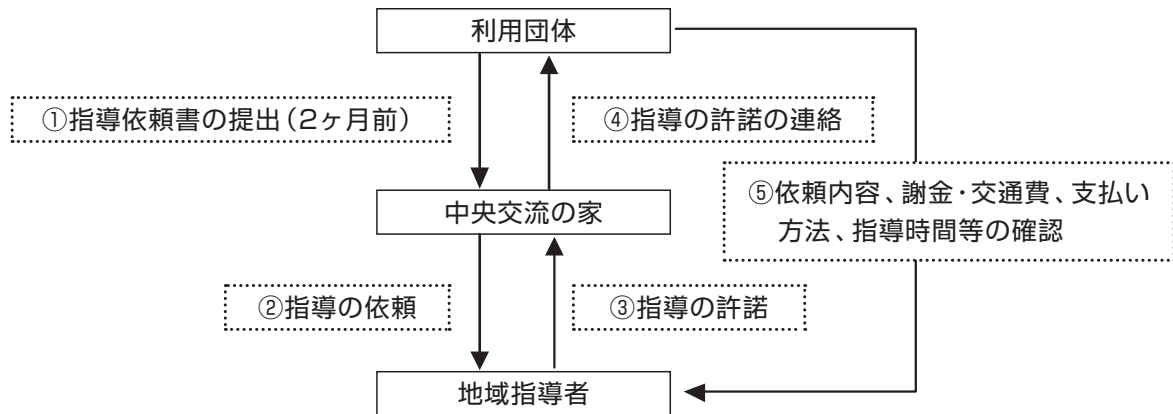 利用団体
①指導依頼書の提出（2ヶ月前）
④指導の許諾の連絡
⑤依頼内容、謝金・交通費、支払い
方法、指導時間等の確認
中央交流の家
②指導の依頼
③指導の許諾
地域指導者